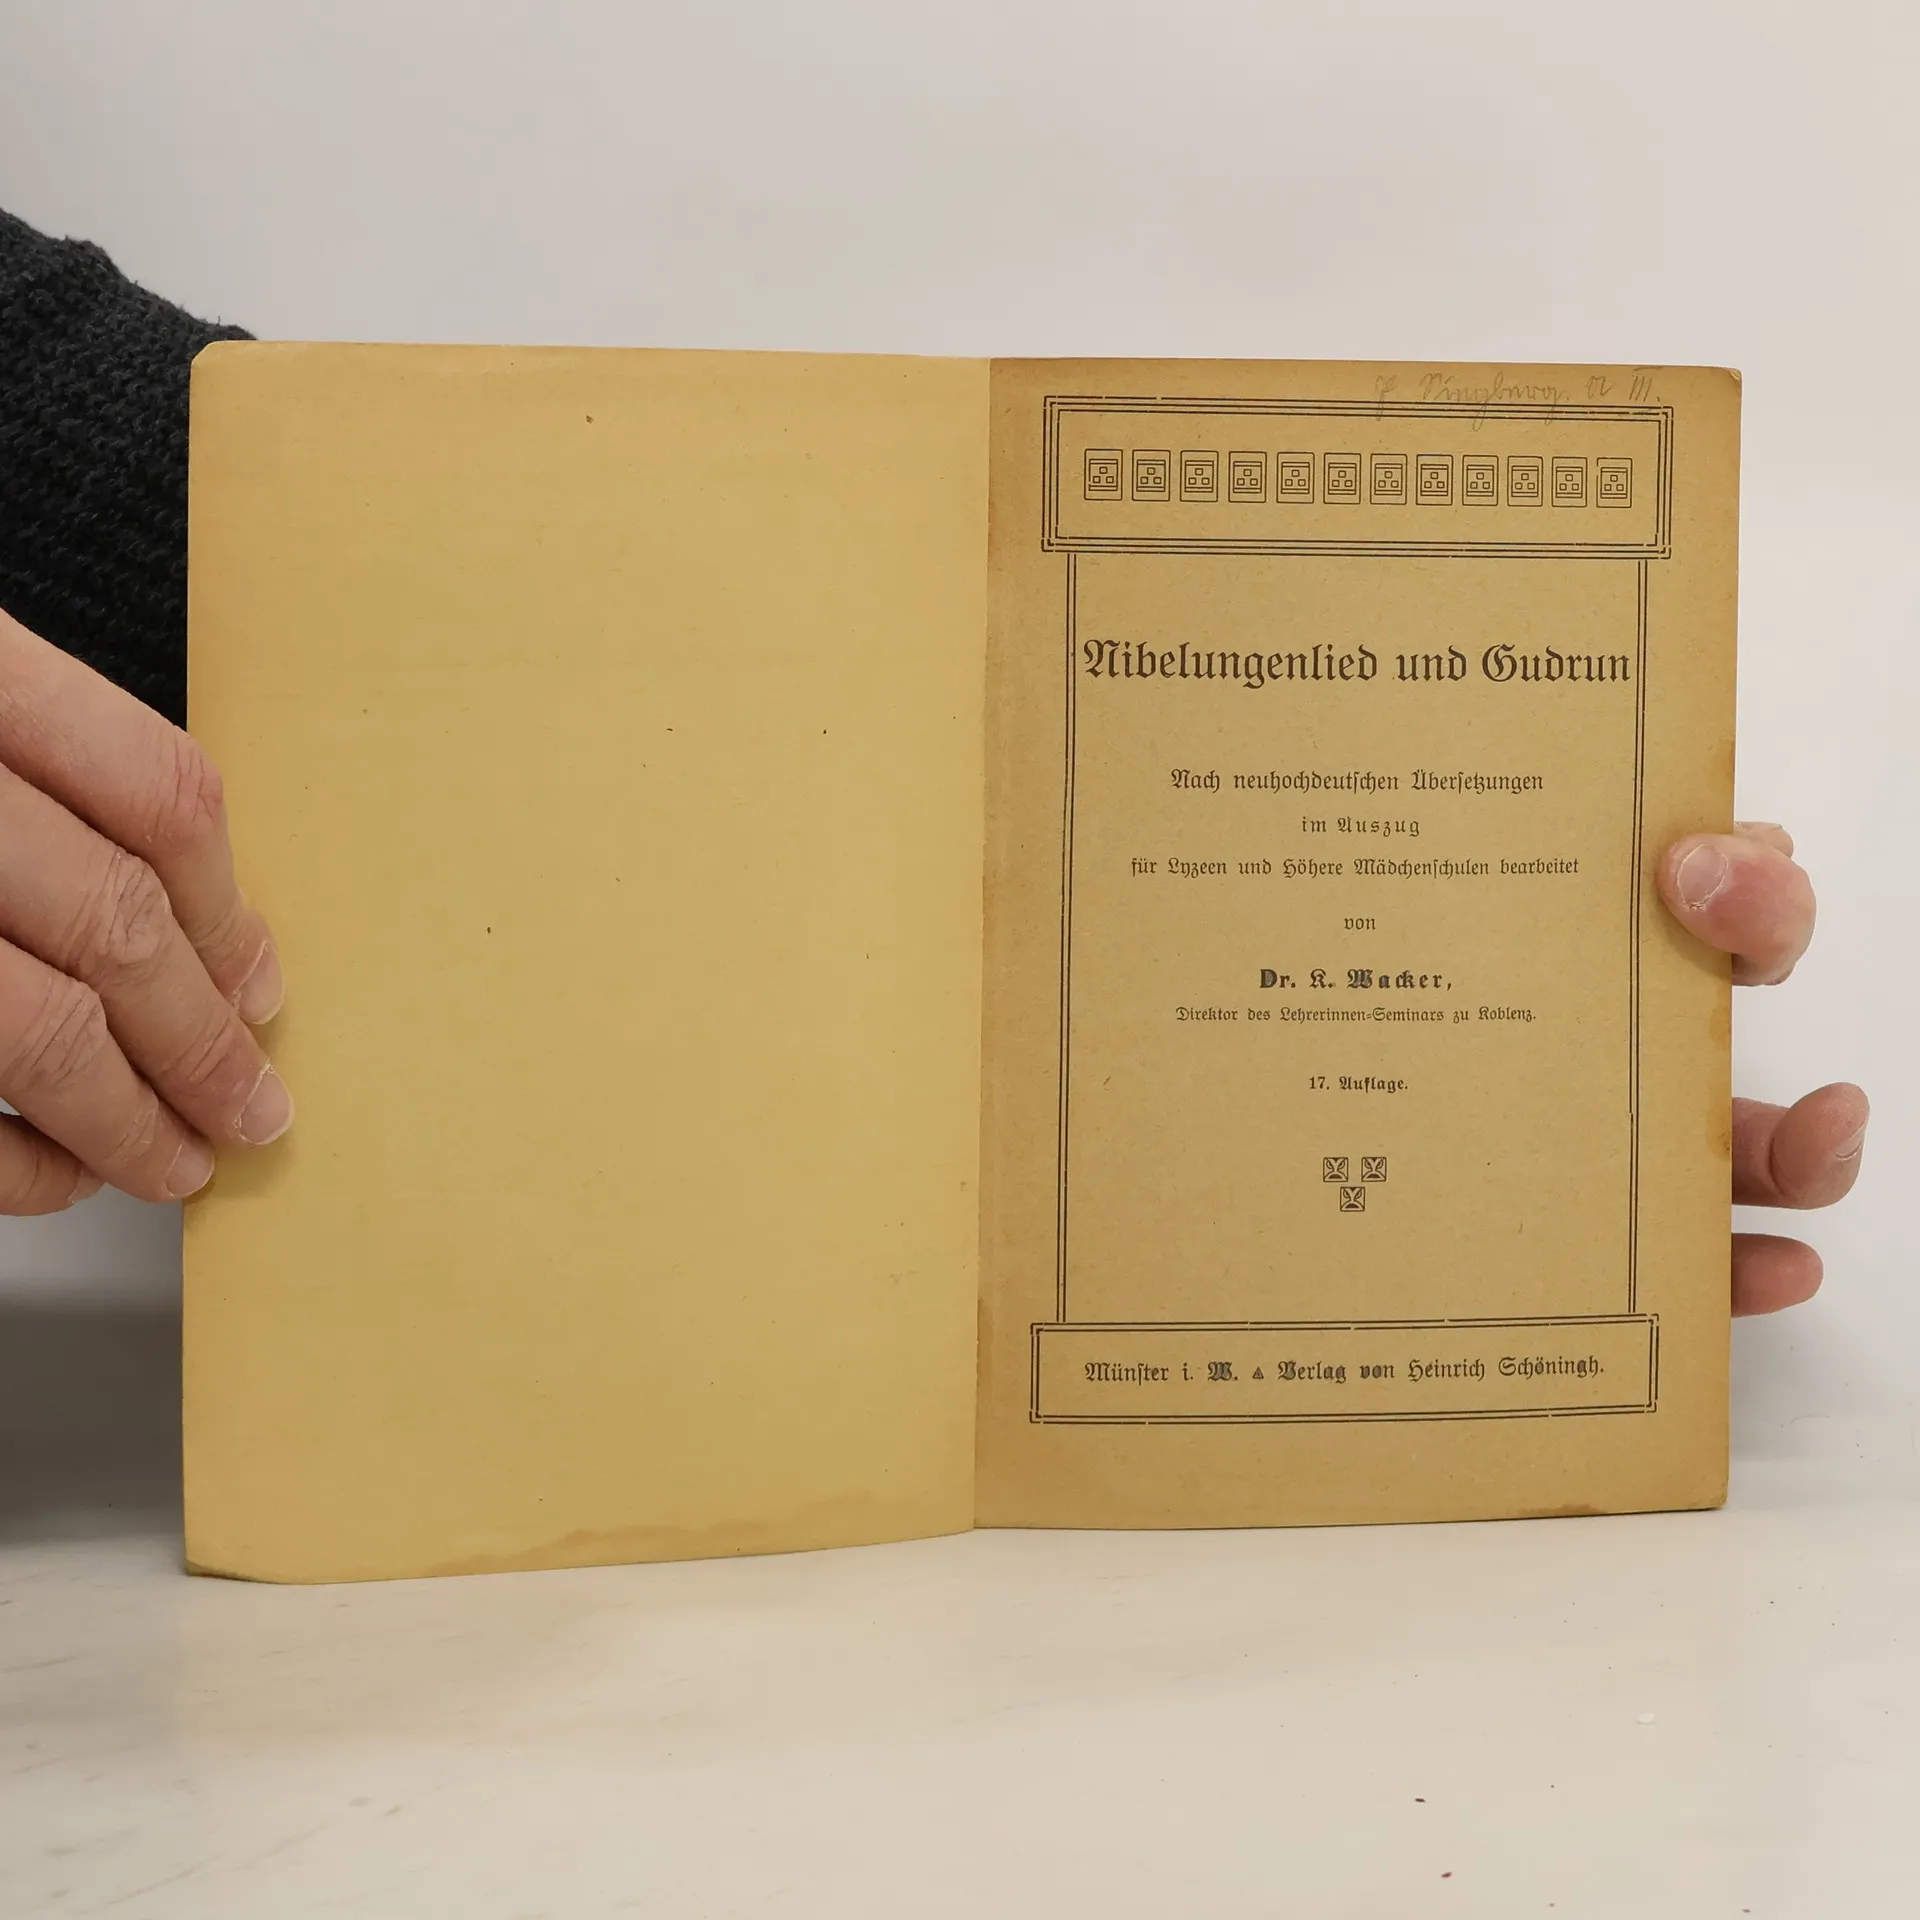 III.
Nibelungenlied und Gudrun
Nach neuhochdeutschen Übersetzungen
im Auszug
für Lyzeen und Höhere Mädchenschulen bearbeitet
von
Dr. K. Wacker,
Direktor des Lehrerinnen-Seminars zu Koblenz.
17. Auflage.
Münster i. W. Verlag von Heinrich Schöningh.